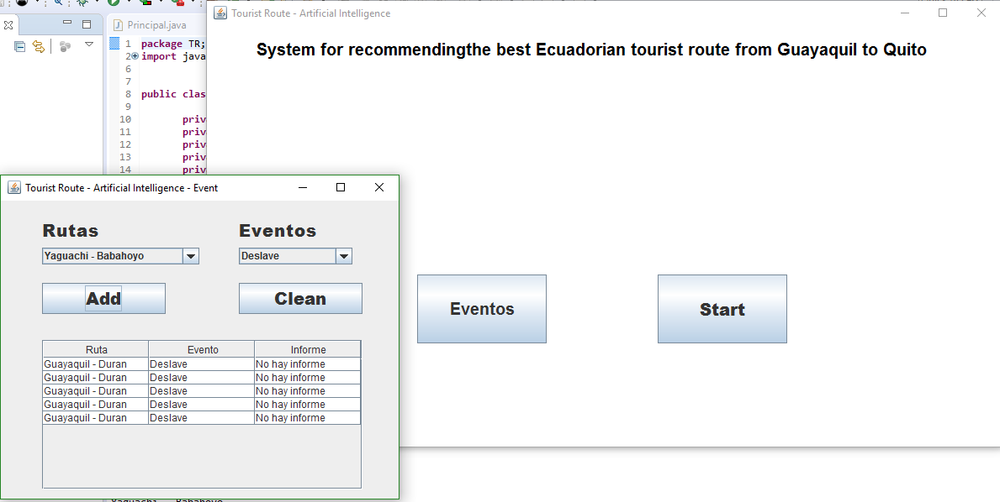 Tourist Route - Artificial Intelligence
Principal.java
1 package TR;
2 import java
6
7
8 public clas
9
10 priv
11 priv
12 priv
13 priv
14 priv
System for recommendingthe best Ecuadorian tourist route from Guayaquil to Quito
Eventos
Start
Tourist Route - Artificial Intelligence - Event
Rutas Eventos
Yaguachi - Babahoyo Deslave
Add Clean
Ruta Evento Informe
Guayaquil - Duran Deslave No hay informe
Guayaquil - Duran Deslave No hay informe
Guayaquil - Duran Deslave No hay informe
Guayaquil - Duran Deslave No hay informe
Guayaquil - Duran Deslave No hay informe
Yaguachi - Babahoyo